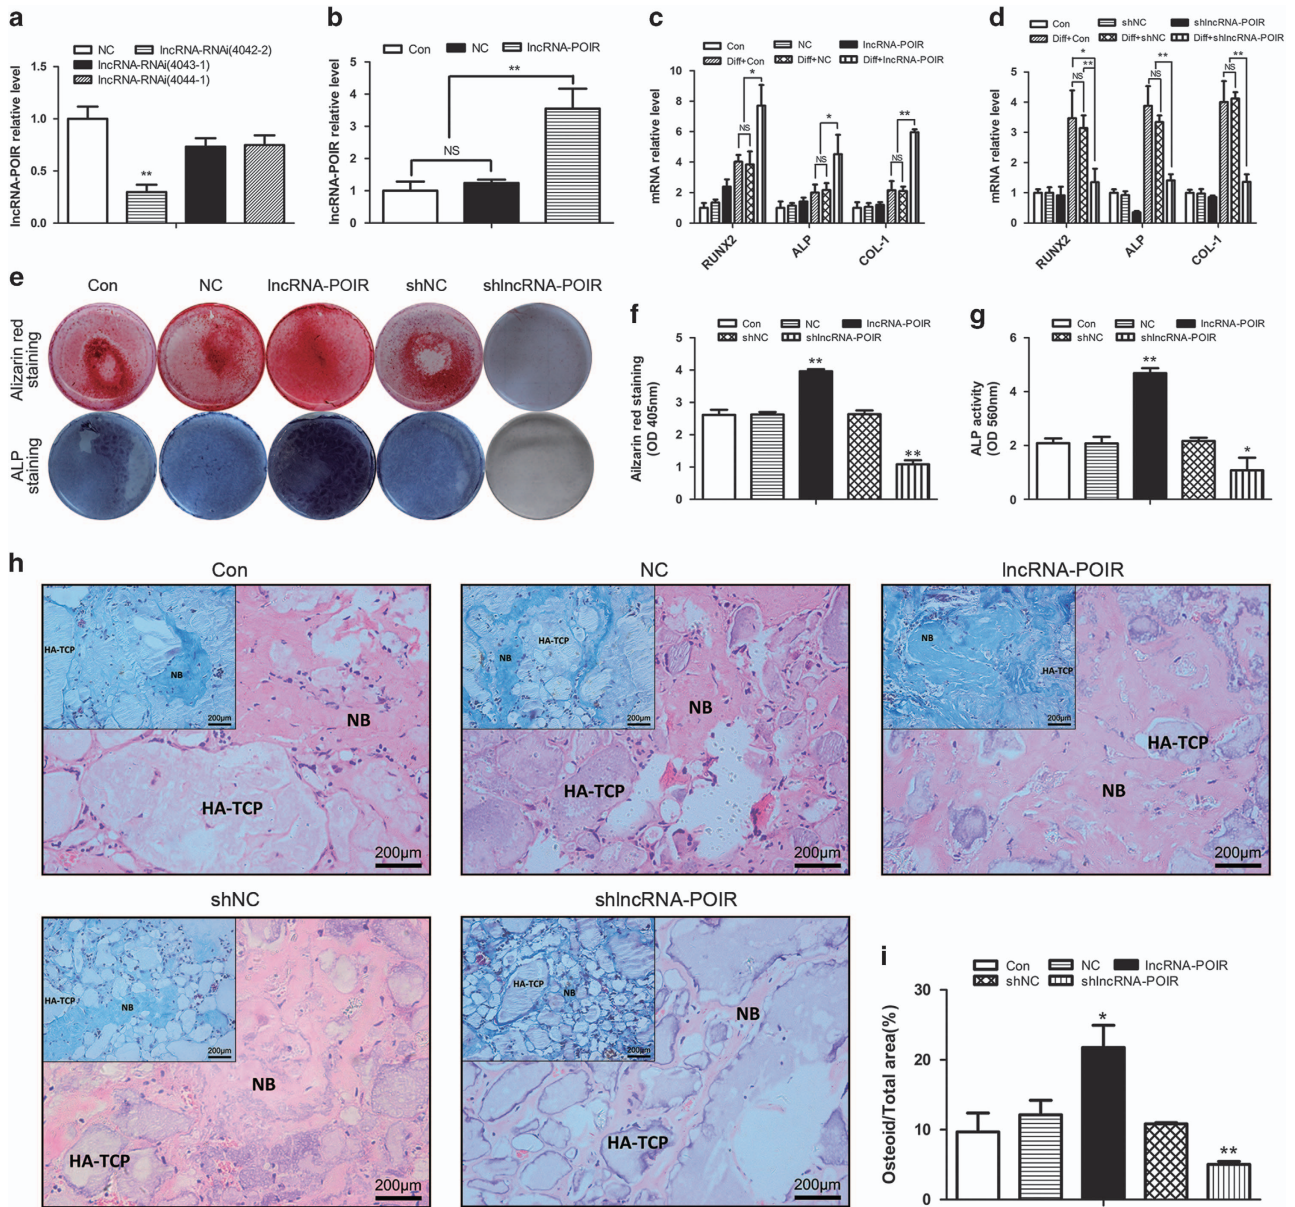 a
NC
lncRNA-RNAi(4042-2)
lncRNA-RNAi(4043-1)
lncRNA-RNAi(4044-1)
lncRNA-POIR relative level
1.5
1.0
0.5
0.0
**
b
Con
NC
lncRNA-POIR
lncRNA-POIR relative level
5
4
3
2
1
0
NS
**
c
Con
NC
lncRNA-POIR
Diff+Con
Diff+NC
Diff+lncRNA-POIR
mRNA relative level
10
8
6
4
2
0
NS
*
NS
*
NS
**
RUNX2
ALP
COL-1
d
Con
shNC
shlncRNA-POIR
Diff+Con
Diff+shNC
Diff+shlncRNA-POIR
mRNA relative level
5
4
3
2
1
0
*
NS
**
**
NS
**
NS
RUNX2
ALP
COL-1
e
Con
NC
lncRNA-POIR
shNC
shlncRNA-POIR
Alizarin red
staining
ALP
staining
f
Con
NC
lncRNA-POIR
shNC
shlncRNA-POIR
Ailzarin red staining
(OD 405nm)
5
4
3
2
1
0
**
**
g
Con
NC
lncRNA-POIR
shNC
shlncRNA-POIR
ALP activity
(OD 560nm)
6
4
2
0
**
*
h
Con
HA-TCP
NB
200μm
NB
HA-TCP
200μm
NC
HA-TCP
NB
200μm
NB
HA-TCP
200μm
lncRNA-POIR
NB
HA-TCP
200μm
HA-TCP
NB
200μm
shNC
HA-TCP
NB
200μm
NB
HA-TCP
200μm
shlncRNA-POIR
HA-TCP
NB
200μm
NB
HA-TCP
200μm
i
Con
NC
lncRNA-POIR
shNC
shlncRNA-POIR
Osteoid/Total area(%)
30
20
10
0
*
**